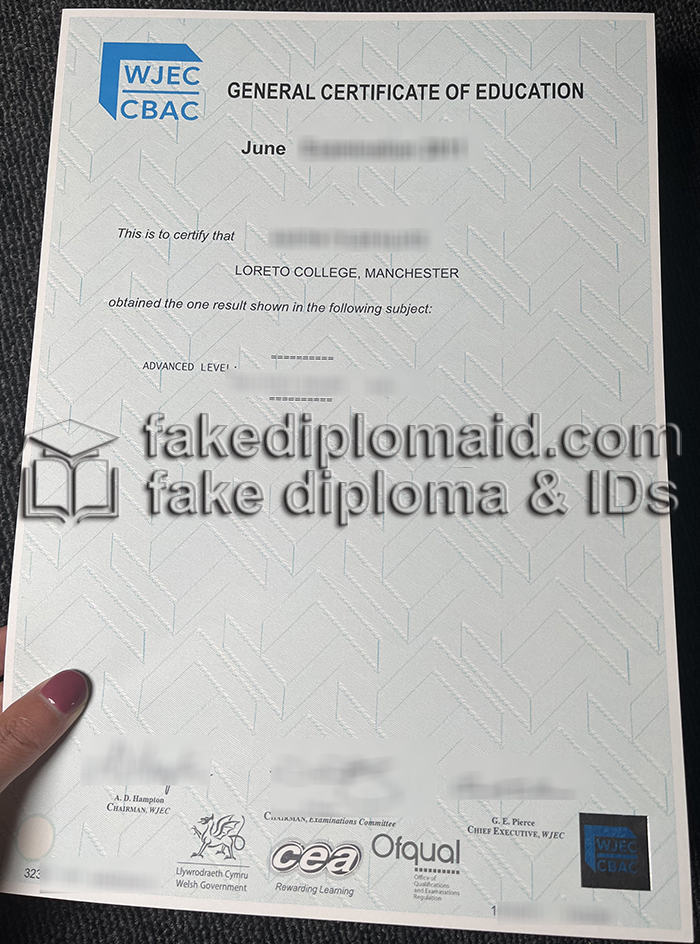 WJEC
CBAC
GENERAL CERTIFICATE OF EDUCATION
June
This is to certify that
LORETO COLLEGE, MANCHESTER
obtained the one result shown in the following subject:
==========
ADVANCED LEVEL:
==========
fakediplomaid.com
fake diploma & IDs
A. D. Hampton
CHAIRMAN, WJEC
CHAIRMAN, Examinations Committee
G. E. Pierce
CHIEF EXECUTIVE, WJEC
Llywodraeth Cymru
Welsh Government
cea
Rewarding Learning
Ofqual
Office of
Qualifications
and Examinations
Regulation
WJEC
CBAC
323
1